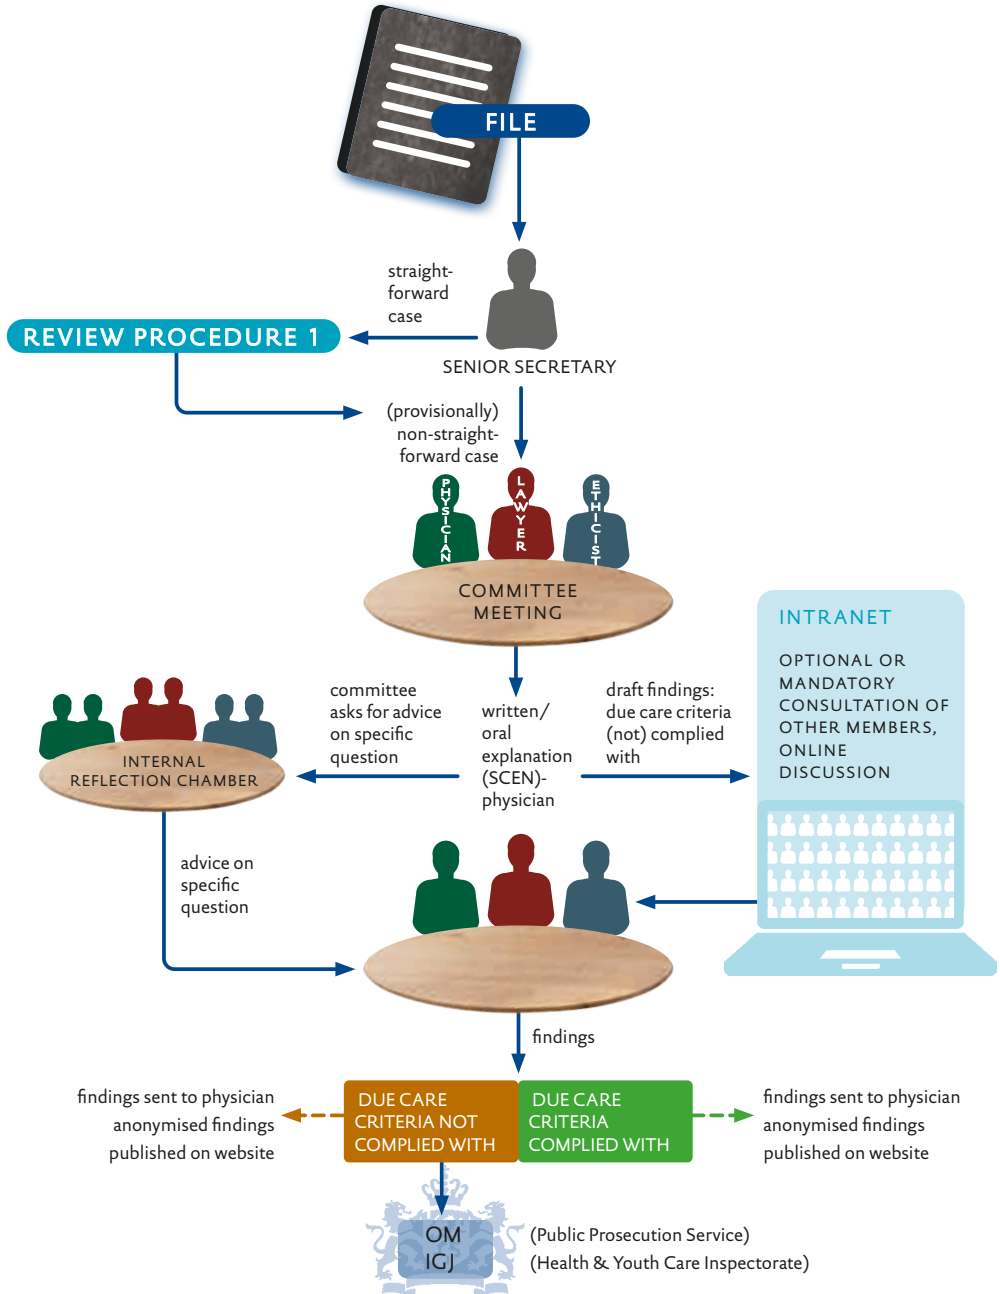 FILE
straight-
forward
case
REVIEW PROCEDURE 1
SENIOR SECRETARY
(provisionally)
non-straight-
forward case
PHYSICIAN
LAWYER
ETHICIST
COMMITTEE
MEETING
INTRANET
OPTIONAL OR
MANDATORY
CONSULTATION OF
OTHER MEMBERS,
ONLINE
DISCUSSION
committee
asks for advice
on specific
question
written/
oral
explanation
(SCEN)-
physician
draft findings:
due care criteria
(not) complied
with
INTERNAL
REFLECTION CHAMBER
advice on
specific
question
findings
findings sent to physician
anonymised findings
published on website
DUE CARE
CRITERIA NOT
COMPLIED WITH
DUE CARE
CRITERIA
COMPLIED WITH
findings sent to physician
anonymised findings
published on website
OM
IGJ
(Public Prosecution Service)
(Health & Youth Care Inspectorate)